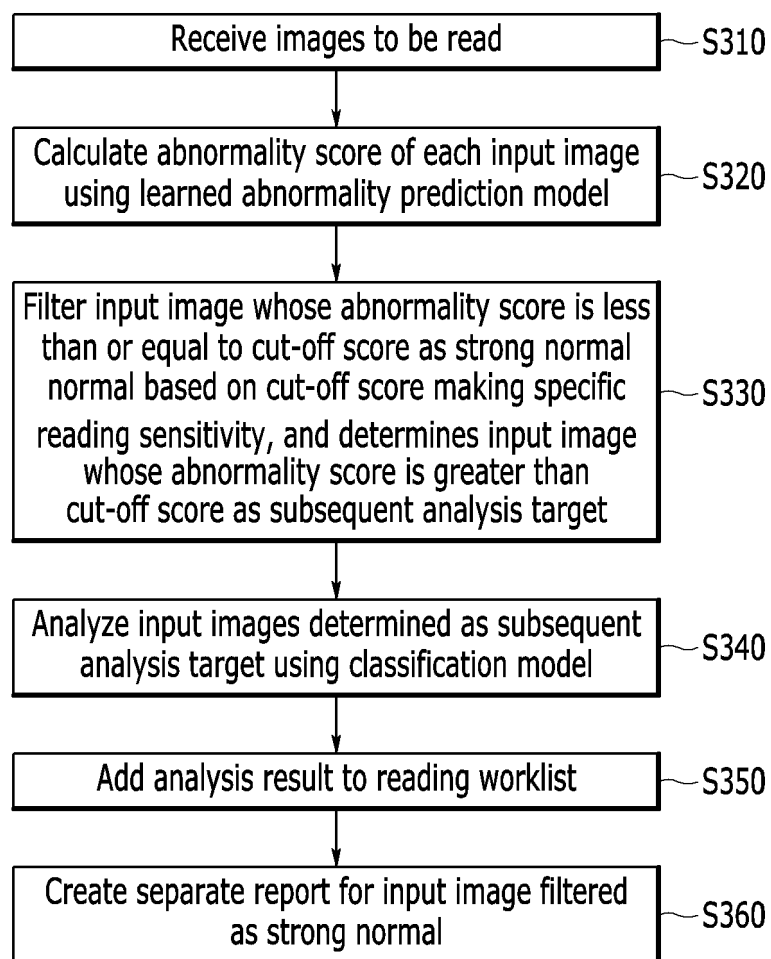 Receive images to be read
S310
Calculate abnormality score of each input image
using learned abnormality prediction model
S320
Filter input image whose abnormality score is less
than or equal to cut-off score as strong normal
normal based on cut-off score making specific
reading sensitivity, and determines input image
whose abnormality score is greater than
cut-off score as subsequent analysis target
S330
Analyze input images determined as subsequent
analysis target using classification model
S340
Add analysis result to reading worklist
S350
Create separate report for input image filtered
as strong normal
S360